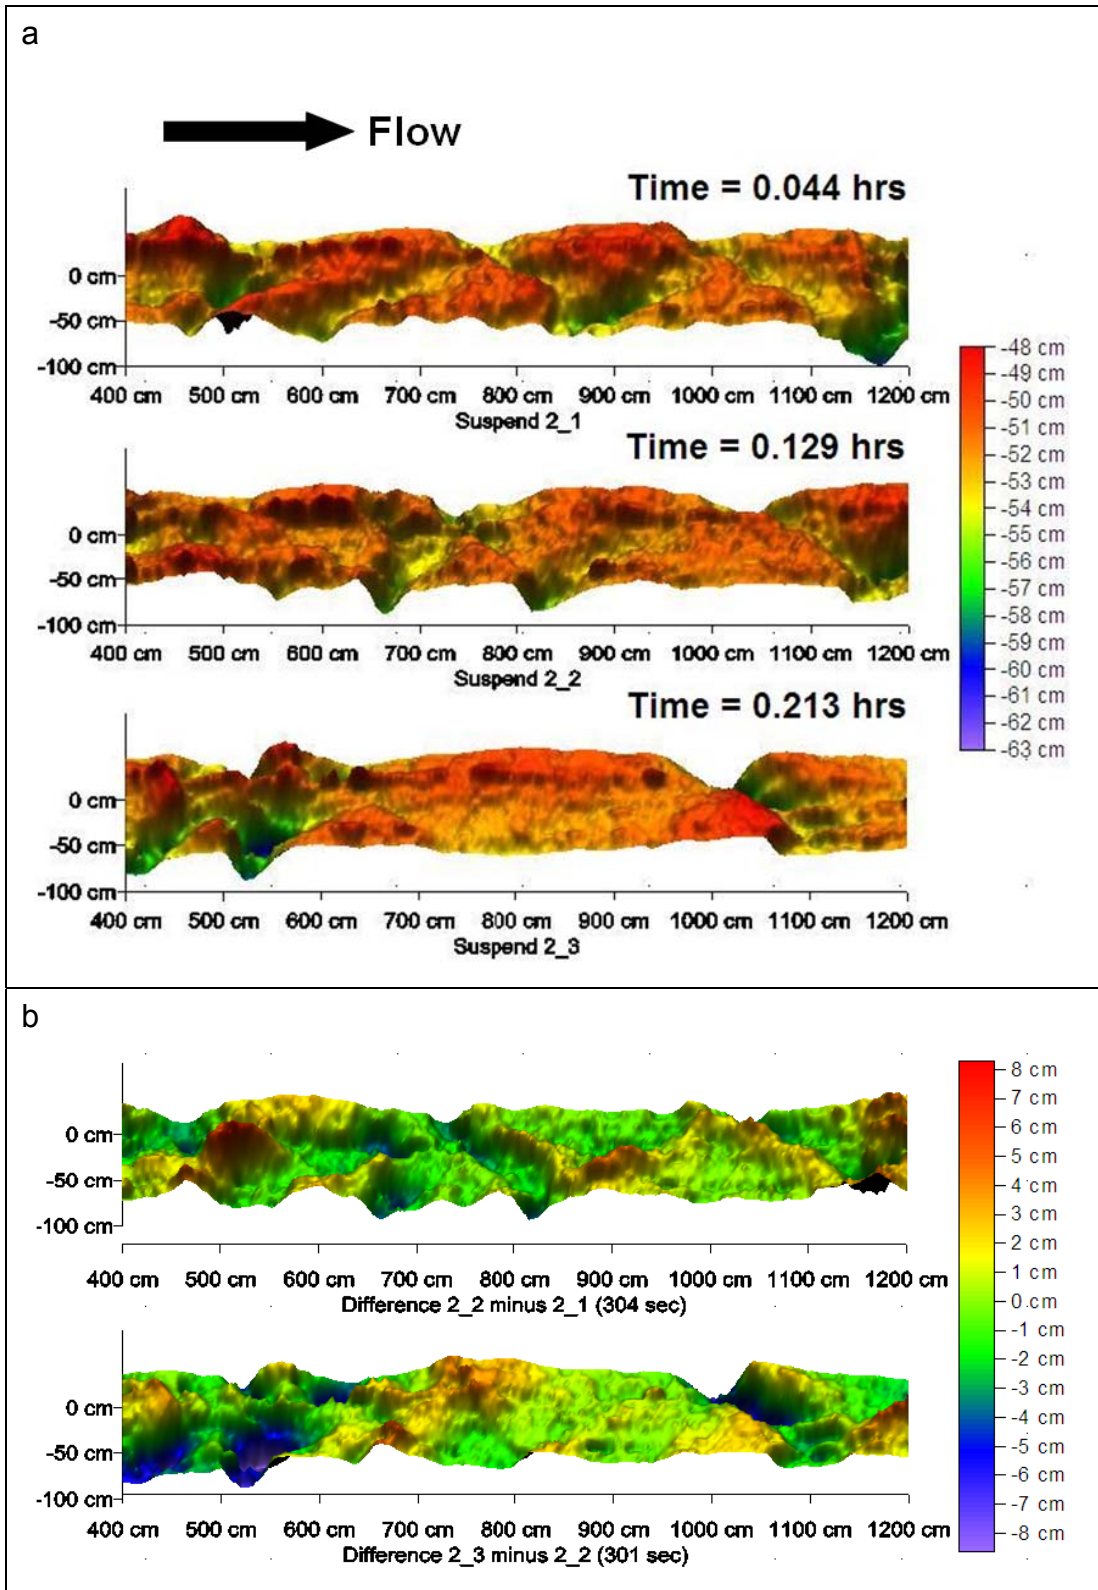 a
Flow
Time = 0.044 hrs
0 cm
-50 cm
-100 cm
400 cm 500 cm 600 cm 700 cm 800 cm 900 cm 1000 cm 1100 cm 1200 cm
Suspend 2_1
Time = 0.129 hrs
0 cm
-50 cm
-100 cm
400 cm 500 cm 600 cm 700 cm 800 cm 900 cm 1000 cm 1100 cm 1200 cm
Suspend 2_2
Time = 0.213 hrs
0 cm
-50 cm
-100 cm
400 cm 500 cm 600 cm 700 cm 800 cm 900 cm 1000 cm 1100 cm 1200 cm
Suspend 2_3
-48 cm
-49 cm
-50 cm
-51 cm
-52 cm
-53 cm
-54 cm
-55 cm
-56 cm
-57 cm
-58 cm
-59 cm
-60 cm
-61 cm
-62 cm
-63 cm
b
0 cm
-50 cm
-100 cm
400 cm 500 cm 600 cm 700 cm 800 cm 900 cm 1000 cm 1100 cm 1200 cm
Difference 2_2 minus 2_1 (304 sec)
0 cm
-50 cm
-100 cm
400 cm 500 cm 600 cm 700 cm 800 cm 900 cm 1000 cm 1100 cm 1200 cm
Difference 2_3 minus 2_2 (301 sec)
8 cm
7 cm
6 cm
5 cm
4 cm
3 cm
2 cm
1 cm
0 cm
-1 cm
-2 cm
-3 cm
-4 cm
-5 cm
-6 cm
-7 cm
-8 cm